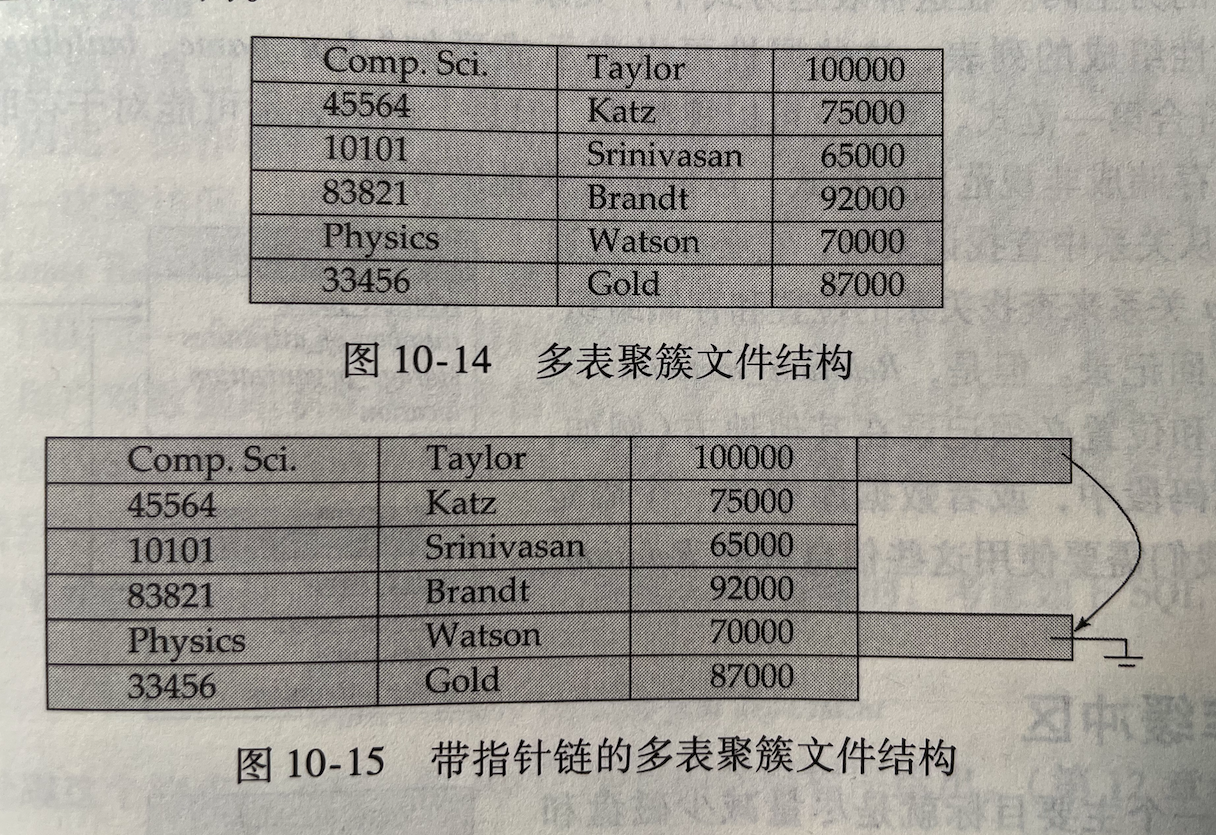 Comp. Sci. Taylor 100000
45564 Katz 75000
10101 Srinivasan 65000
83821 Brandt 92000
Physics Watson 70000
33456 Gold 87000
图 10-14 多表聚簇文件结构
Comp. Sci. Taylor 100000
45564 Katz 75000
10101 Srinivasan 65000
83821 Brandt 92000
Physics Watson 70000
33456 Gold 87000
图 10-15 带指针链的多表聚簇文件结构